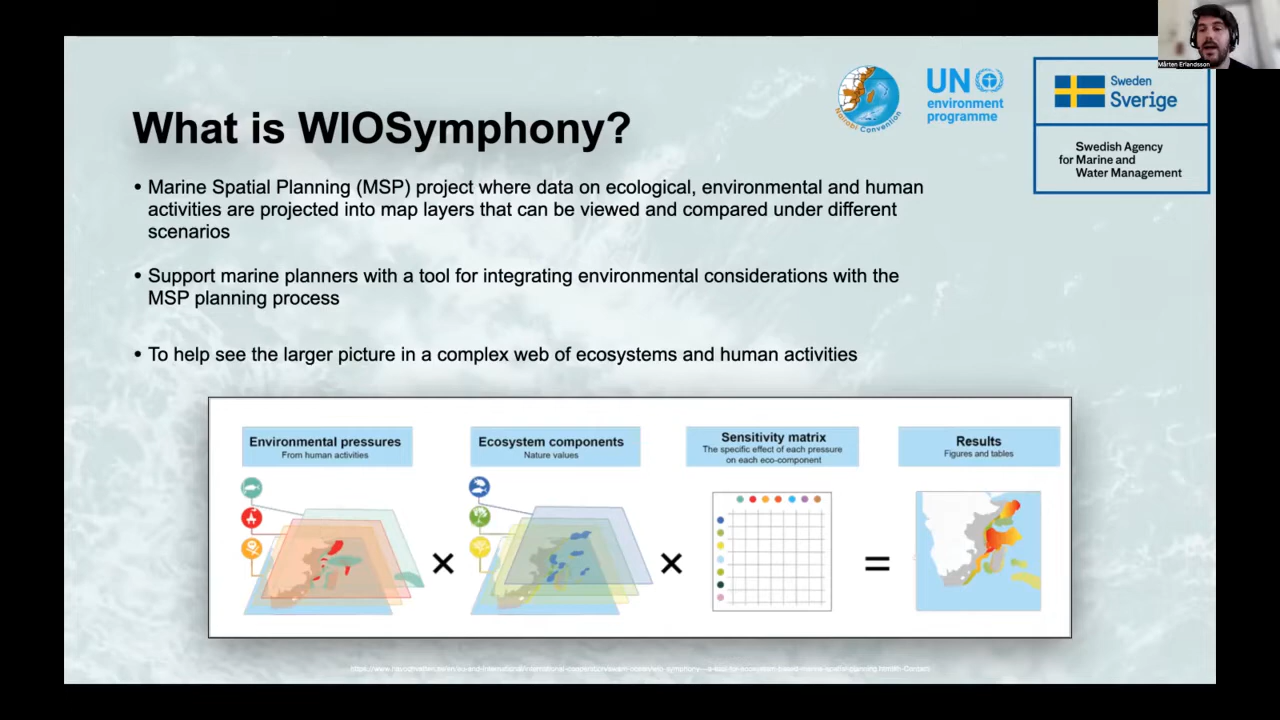 Mårten Erlandsson
Nairobi Convention
UN
environment
programme
Sweden
Sverige
Swedish Agency
for Marine and
Water Management
What is WIOSymphony?
• Marine Spatial Planning (MSP) project where data on ecological, environmental and human
activities are projected into map layers that can be viewed and compared under different
scenarios
• Support marine planners with a tool for integrating environmental considerations with the
MSP planning process
• To help see the larger picture in a complex web of ecosystems and human activities
Environmental pressures
From human activities
Ecosystem components
Nature values
Sensitivity matrix
The specific effect of each pressure
on each eco-component
Results
Figures and tables
×
×
=